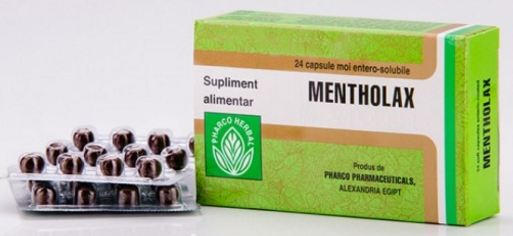 24 capsule moi entero-solubile
Supliment
alimentar
MENTHOLAX
PHARCO HERBAL
Produs de
PHARCO PHARMACEUTICALS,
ALEXANDRIA EGIPT
MENTHOLAX